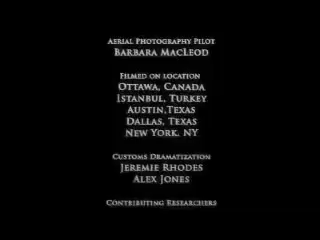 Aerial Photography Pilot
Barbara MacLeod
Filmed on location
Ottawa, Canada
Istanbul, Turkey
Austin,Texas
Dallas, Texas
New York, NY
Customs Dramatization
Jeremie Rhodes
Alex Jones
Contributing Researchers